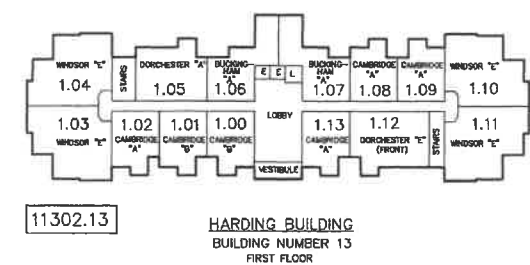 WINDSOR "E"
1.04
STAIRS
DORCHESTER "A"
1.05
BUCKING-
HAM
"A"
1.06
E E L
BUCKING-
HAM
"A"
1.07
CAMBRIDGE
"A"
1.08
CAMBRIDGE
"A"
1.09
WINDSOR "E"
1.10
1.03
WINDSOR "E"
1.02
CAMBRIDGE
"A"
1.01
CAMBRIDGE
"B"
1.00
CAMBRIDGE
"B"
LOBBY
VESTIBULE
1.13
CAMBRIDGE
"A"
1.12
DORCHESTER "E"
(FRONT)
STAIRS
1.11
WINDSOR "E"
11302.13
HARDING BUILDING
BUILDING NUMBER 13
FIRST FLOOR